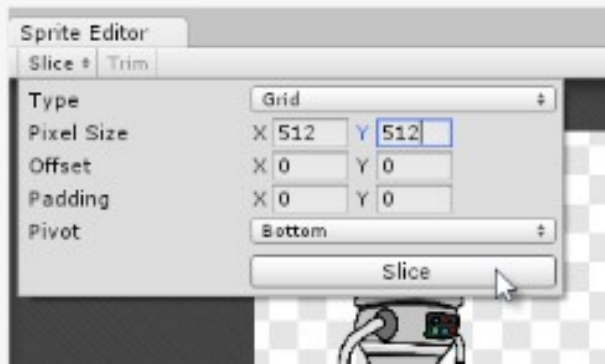 Sprite Editor
Slice Trim
Type Grid
Pixel Size X 512 Y 512
Offset X 0 Y 0
Padding X 0 Y 0
Pivot Bottom
Slice